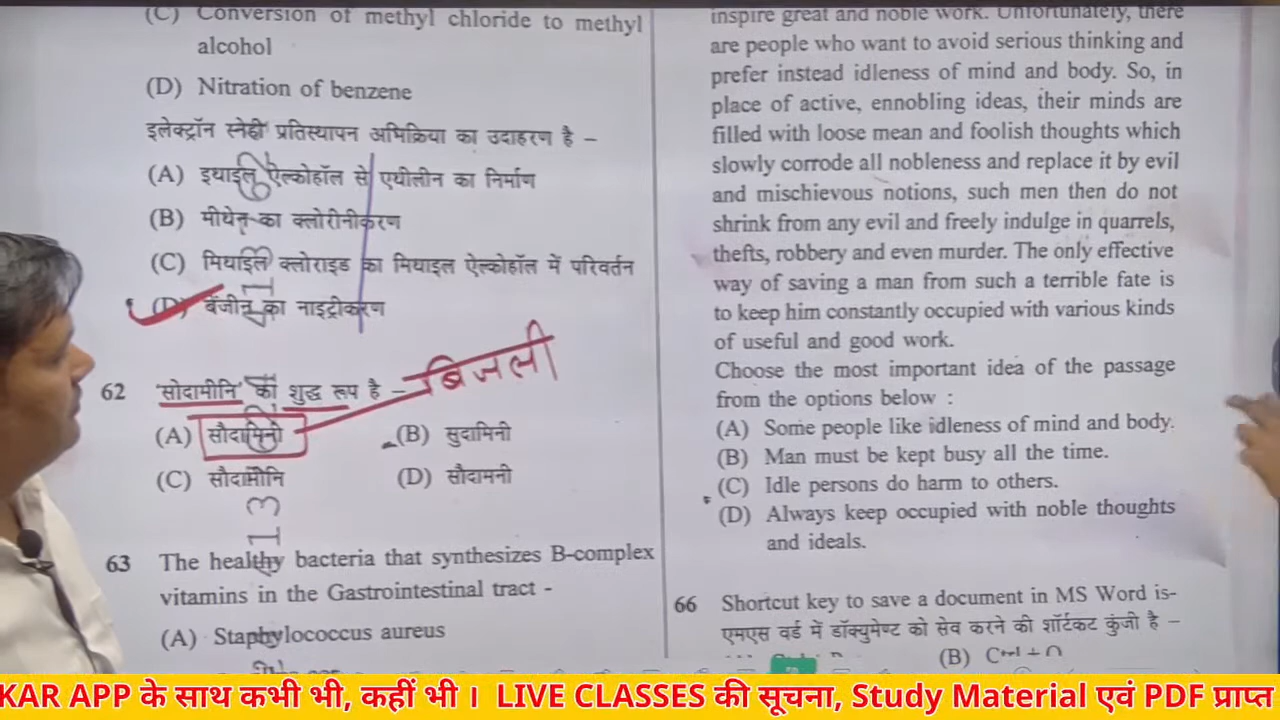 (C) Conversion of methyl chloride to methyl
alcohol
(D) Nitration of benzene
इलेक्ट्रॉन स्नेही प्रतिस्थापन अभिक्रिया का उदाहरण है –
(A) इथाईल ऐल्कोहॉल से एथीलीन का निर्माण
(B) मीथेन का क्लोरीनीकरण
(C) मिथाईल क्लोराइड का मिथाइल ऐल्कोहॉल में परिवर्तन
(D) बेंजीन का नाइट्रीकरण
62 'सोदामीनि' का शुद्ध रूप है –
बिजली
(A) सौदामिनी (B) सुदामिनी
(C) सौदामीनि (D) सौदामनी
63 The healthy bacteria that synthesizes B-complex
vitamins in the Gastrointestinal tract -
(A) Staphylococcus aureus
inspire great and noble work. Unfortunately, there
are people who want to avoid serious thinking and
prefer instead idleness of mind and body. So, in
place of active, ennobling ideas, their minds are
filled with loose mean and foolish thoughts which
slowly corrode all nobleness and replace it by evil
and mischievous notions, such men then do not
shrink from any evil and freely indulge in quarrels,
thefts, robbery and even murder. The only effective
way of saving a man from such a terrible fate is
to keep him constantly occupied with various kinds
of useful and good work.
Choose the most important idea of the passage
from the options below :
(A) Some people like idleness of mind and body.
(B) Man must be kept busy all the time.
(C) Idle persons do harm to others.
(D) Always keep occupied with noble thoughts
and ideals.
66 Shortcut key to save a document in MS Word is-
एमएस वर्ड में डॉक्युमेण्ट को सेव करने की शॉर्टकट कुंजी है –
(B)
KAR APP के साथ कभी भी, कहीं भी । LIVE CLASSES की सूचना, Study Material एवं PDF प्राप्त